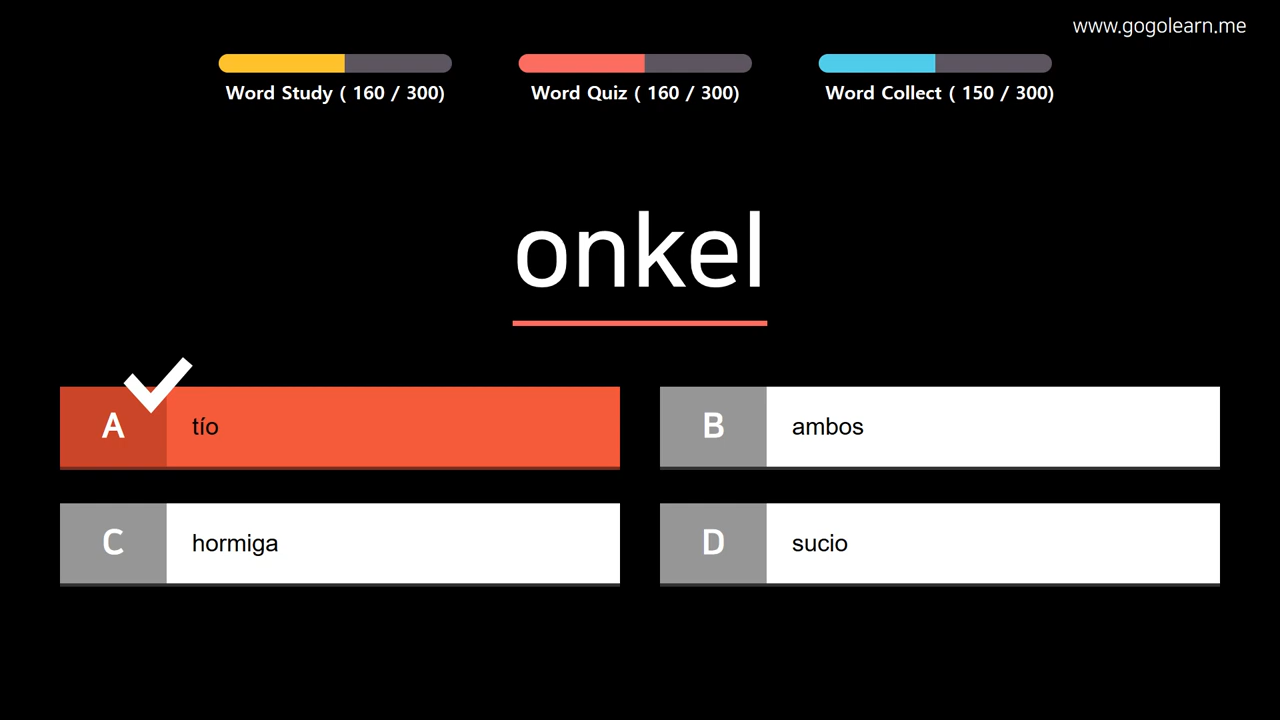 www.gogolearn.me
Word Study ( 160 / 300)
Word Quiz ( 160 / 300)
Word Collect ( 150 / 300)
onkel
A
tío
B
ambos
C
hormiga
D
sucio